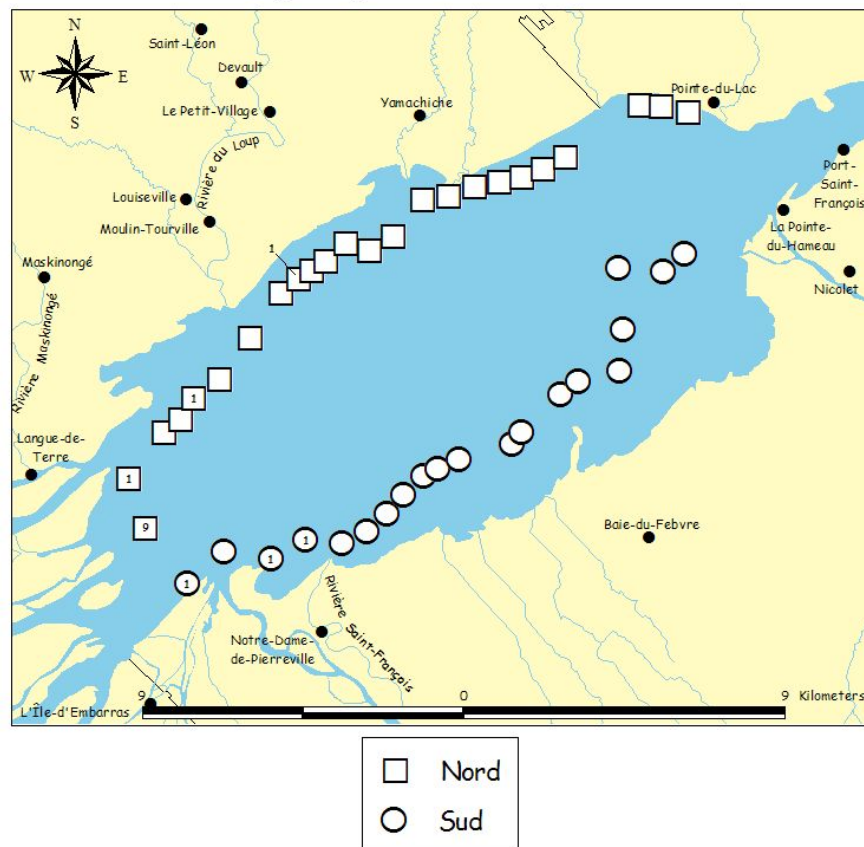 N
W
E
S
Saint-Léon
Devault
Le Petit-Village
Yamachiche
Pointe-du-Lac
Rivière du Loup
Louiseville
Moulin-Tourville
Port-
Saint-
François
La Pointe-
du-Hameau
Nicolet
Maskinongé
Rivière Maskinongé
1
1
Langue-de-
Terre
1
9
1
1
1
Baie-du-Febvre
Rivière Saint-François
Notre-Dame-
de-Pierreville
L'Île-d'Embarras
9
0
9
Kilometers
Nord
Sud